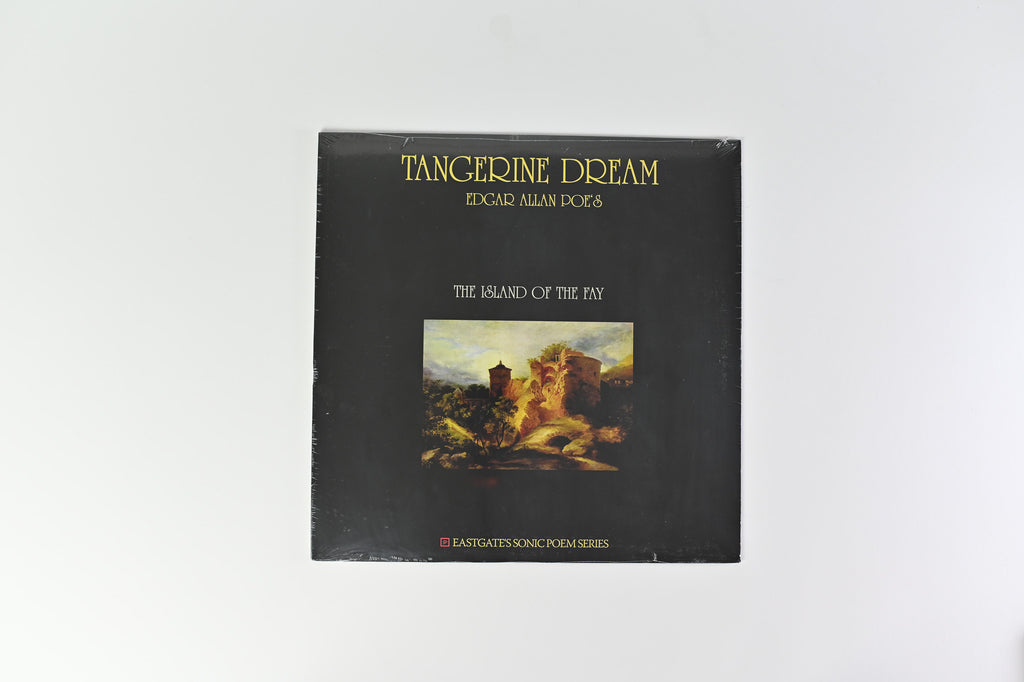 TANGERINE DREAM
EDGAR ALLAN POE'S
THE ISLAND OF THE FAY
EASTGATE'S SONIC POEM SERIES